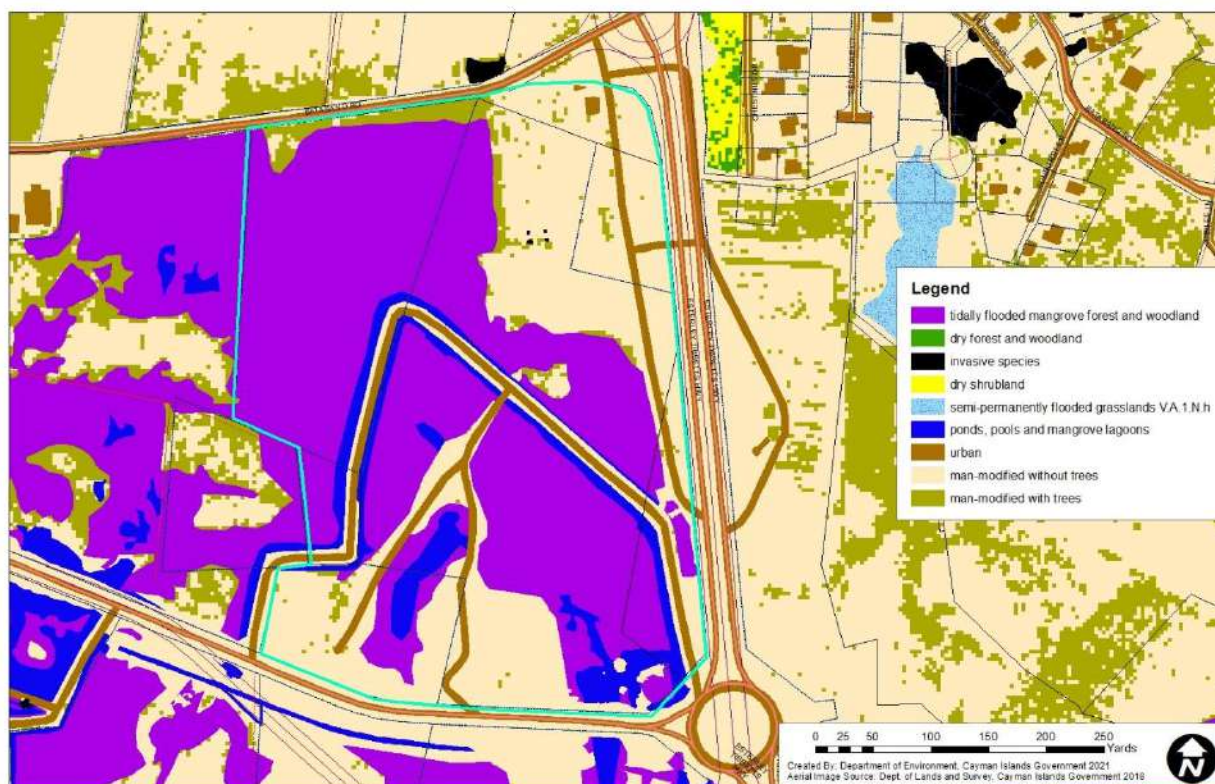 Legend
tidally flooded mangrove forest and woodland
dry forest and woodland
invasive species
dry shrubland
semi-permanently flooded grasslands V.A.1.N.h
ponds, pools and mangrove lagoons
urban
man-modified without trees
man-modified with trees
0 25 50 100 150 200 250
Yards
Created By: Department of Environment, Cayman Islands Government 2021
Aerial Image Source: Dept. of Lands and Survey, Cayman Islands Government 2018
N